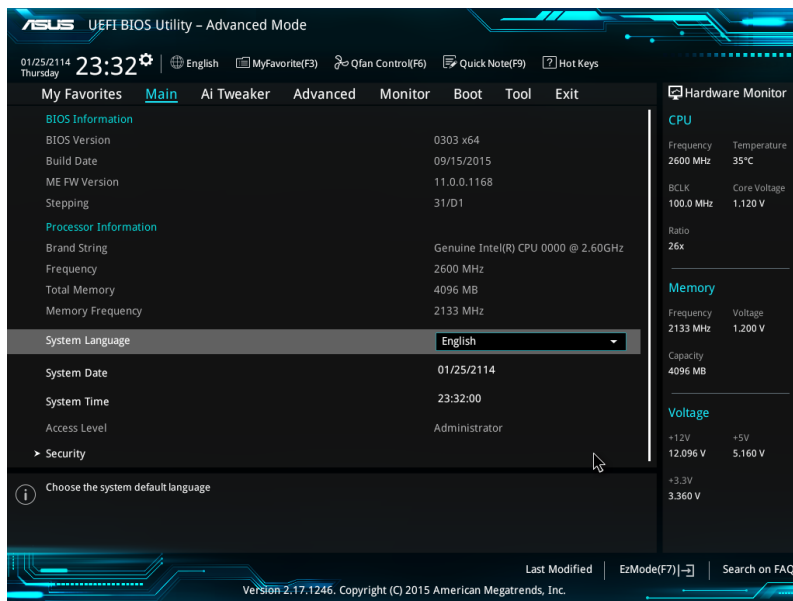 ASUS UEFI BIOS Utility – Advanced Mode
01/25/2114 Thursday 23:32 English MyFavorite(F3) Qfan Control(F6) Quick Note(F9) ? Hot Keys
My Favorites Main Ai Tweaker Advanced Monitor Boot Tool Exit
BIOS Information
BIOS Version 0303 x64
Build Date 09/15/2015
ME FW Version 11.0.0.1168
Stepping 31/D1
Processor Information
Brand String Genuine Intel(R) CPU 0000 @ 2.60GHz
Frequency 2600 MHz
Total Memory 4096 MB
Memory Frequency 2133 MHz
System Language English
System Date 01/25/2114
System Time 23:32:00
Access Level Administrator
Security
Choose the system default language
Hardware Monitor
CPU
Frequency Temperature
2600 MHz 35°C
BCLK Core Voltage
100.0 MHz 1.120 V
Ratio
26x
Memory
Frequency Voltage
2133 MHz 1.200 V
Capacity
4096 MB
Voltage
+12V +5V
12.096 V 5.160 V
+3.3V
3.360 V
Last Modified EzMode(F7) Search on FAQ
Version 2.17.1246. Copyright (C) 2015 American Megatrends, Inc.